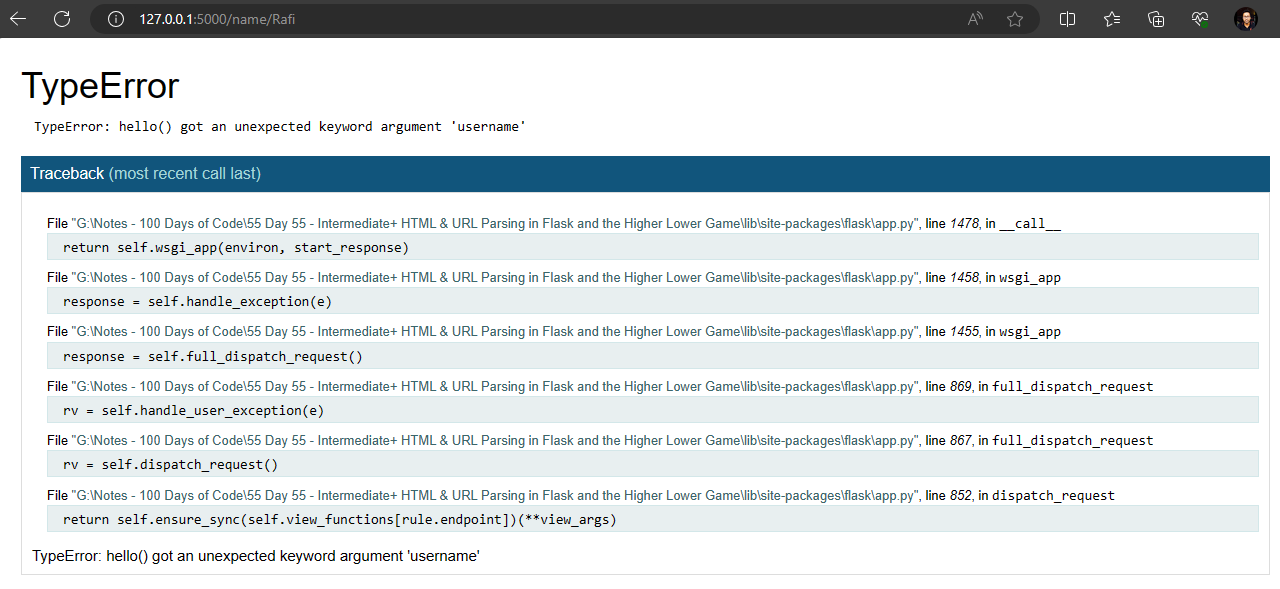 127.0.0.1:5000/name/Rafi
TypeError
TypeError: hello() got an unexpected keyword argument 'username'
Traceback (most recent call last)
File "G:\Notes - 100 Days of Code\55 Day 55 - Intermediate+ HTML & URL Parsing in Flask and the Higher Lower Game\lib\site-packages\flask\app.py", line 1478, in __call__
return self.wsgi_app(environ, start_response)
File "G:\Notes - 100 Days of Code\55 Day 55 - Intermediate+ HTML & URL Parsing in Flask and the Higher Lower Game\lib\site-packages\flask\app.py", line 1458, in wsgi_app
response = self.handle_exception(e)
File "G:\Notes - 100 Days of Code\55 Day 55 - Intermediate+ HTML & URL Parsing in Flask and the Higher Lower Game\lib\site-packages\flask\app.py", line 1455, in wsgi_app
response = self.full_dispatch_request()
File "G:\Notes - 100 Days of Code\55 Day 55 - Intermediate+ HTML & URL Parsing in Flask and the Higher Lower Game\lib\site-packages\flask\app.py", line 869, in full_dispatch_request
rv = self.handle_user_exception(e)
File "G:\Notes - 100 Days of Code\55 Day 55 - Intermediate+ HTML & URL Parsing in Flask and the Higher Lower Game\lib\site-packages\flask\app.py", line 867, in full_dispatch_request
rv = self.dispatch_request()
File "G:\Notes - 100 Days of Code\55 Day 55 - Intermediate+ HTML & URL Parsing in Flask and the Higher Lower Game\lib\site-packages\flask\app.py", line 852, in dispatch_request
return self.ensure_sync(self.view_functions[rule.endpoint])(**view_args)
TypeError: hello() got an unexpected keyword argument 'username'